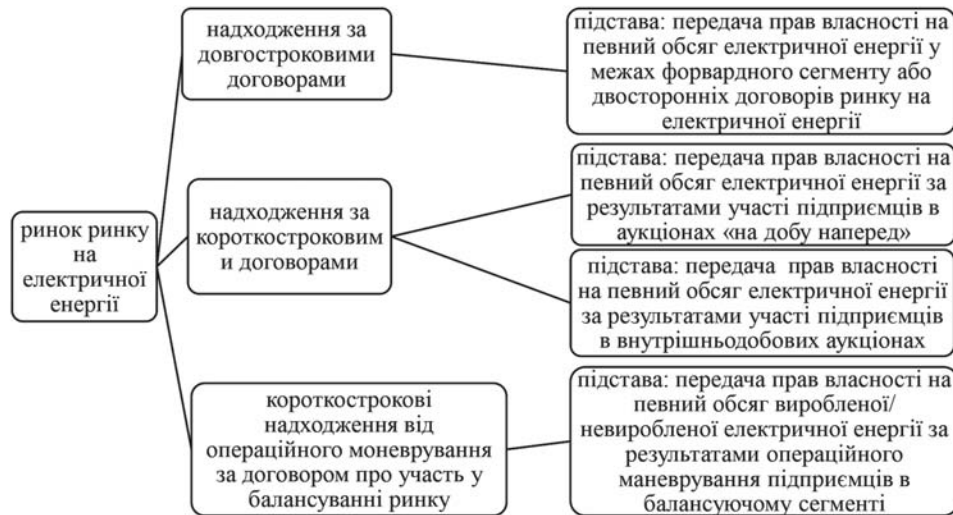 ринок ринку
на
електричної
енергії
надходження за
довгостроковими
договорами
підстава: передача прав власності на
певний обсяг електричної енергії у
межах форвардного сегменту або
двосторонніх договорів ринку на
електричної енергії
надходження за
короткостроковим
и договорами
підстава: передача прав власності на
певний обсяг електричної енергії за
результатами участі підприємців в
аукціонах «на добу наперед»
підстава: передача прав власності
на певний обсяг електричної енергії
за результатами участі підприємців
в внутрішньодобових аукціонах
короткострокові
надходження від
операційного моневрування
за договором про участь у
балансуванні ринку
підстава: передача прав власності на
певний обсяг виробленої/
невиробленої електричної енергії за
результатами операційного
маневрування підприємців в
балансуючому сегменті